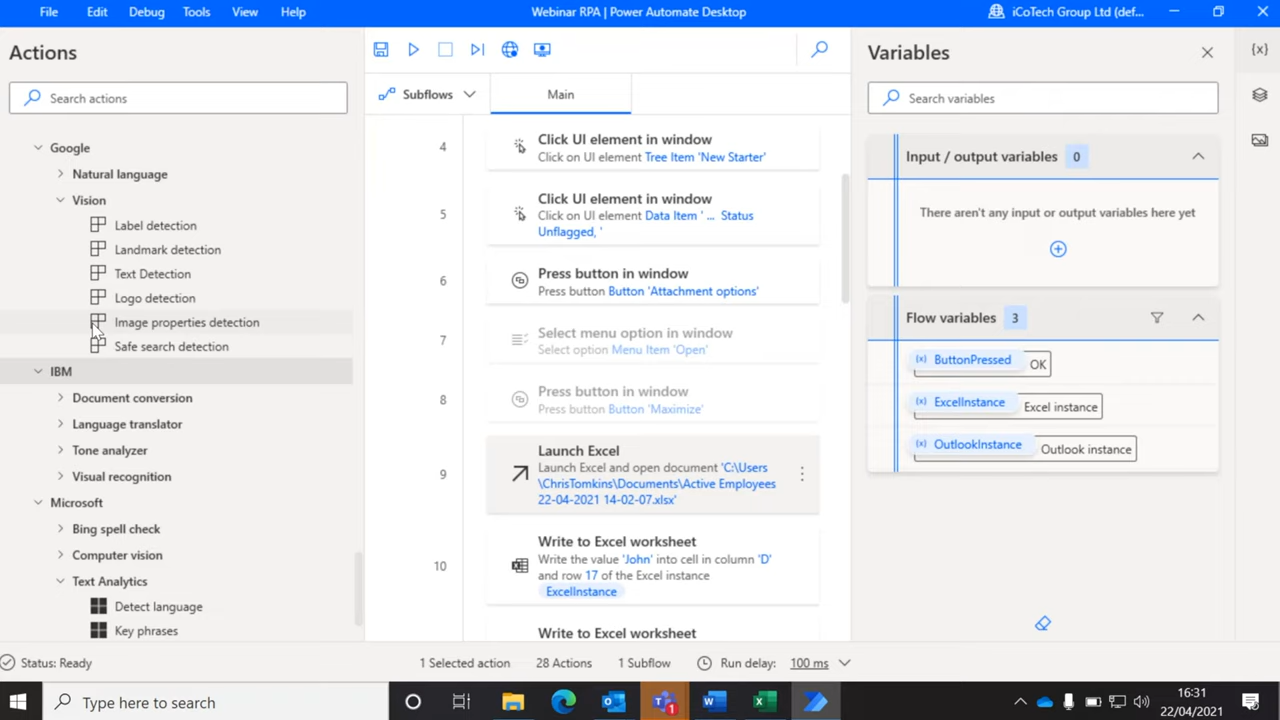 File Edit Debug Tools View Help Webinar RPA | Power Automate Desktop iCoTech Group Ltd (def...
Actions
Search actions
Google
Natural language
Vision
Label detection
Landmark detection
Text Detection
Logo detection
Image properties detection
Safe search detection
IBM
Document conversion
Language translator
Tone analyzer
Visual recognition
Microsoft
Bing spell check
Computer vision
Text Analytics
Detect language
Key phrases
Subflows Main
4 Click UI element in window
Click on UI element Tree Item 'New Starter'
5 Click UI element in window
Click on UI element Data Item ' ... Status
Unflagged, '
6 Press button in window
Press button Button 'Attachment options'
7 Select menu option in window
Select option Menu Item 'Open'
8 Press button in window
Press button Button 'Maximize'
9 Launch Excel
Launch Excel and open document 'C:\Users
\ChrisTomkins\Documents\Active Employees
22-04-2021 14-02-07.xlsx'
10 Write to Excel worksheet
Write the value 'John' into cell in column 'D'
and row 17 of the Excel instance
ExcelInstance
Write to Excel worksheet
Variables
{x}
Search variables
Input / output variables 0
There aren't any input or output variables here yet
Flow variables 3
(x) ButtonPressed OK
(x) ExcelInstance Excel instance
(x) OutlookInstance Outlook instance
Status: Ready 1 Selected action 28 Actions 1 Subflow Run delay: 100 ms
Type here to search
1
16:31
22/04/2021